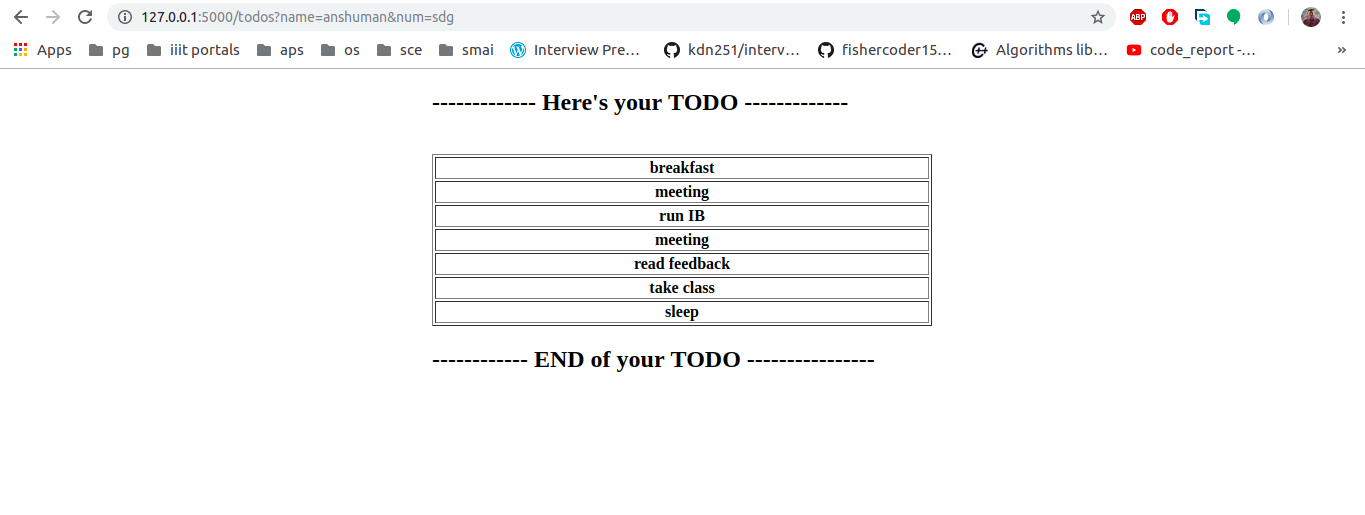 127.0.0.1:5000/todos?name=anshuman&num=sdg ABP
Apps pg iiit portals aps os sce smai Interview Pre… kdn251/interv… fishercoder15… Algorithms lib… code_report -… »
------------- Here's your TODO -------------
breakfast
meeting
run IB
meeting
read feedback
take class
sleep
------------ END of your TODO ----------------